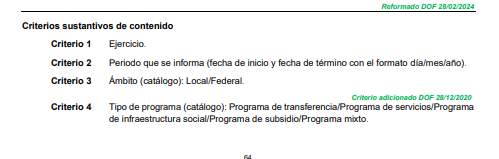 Reformado DOF 28/02/2024
Criterios sustantivos de contenido
Criterio 1 Ejercicio.
Criterio 2 Periodo que se informa (fecha de inicio y fecha de término con el formato día/mes/año).
Criterio 3 Ámbito (catálogo): Local/Federal.
Criterio adicionado DOF 28/12/2020
Criterio 4 Tipo de programa (catálogo): Programa de transferencia/Programa de servicios/Programa
de infraestructura social/Programa de subsidio/Programa mixto.
64